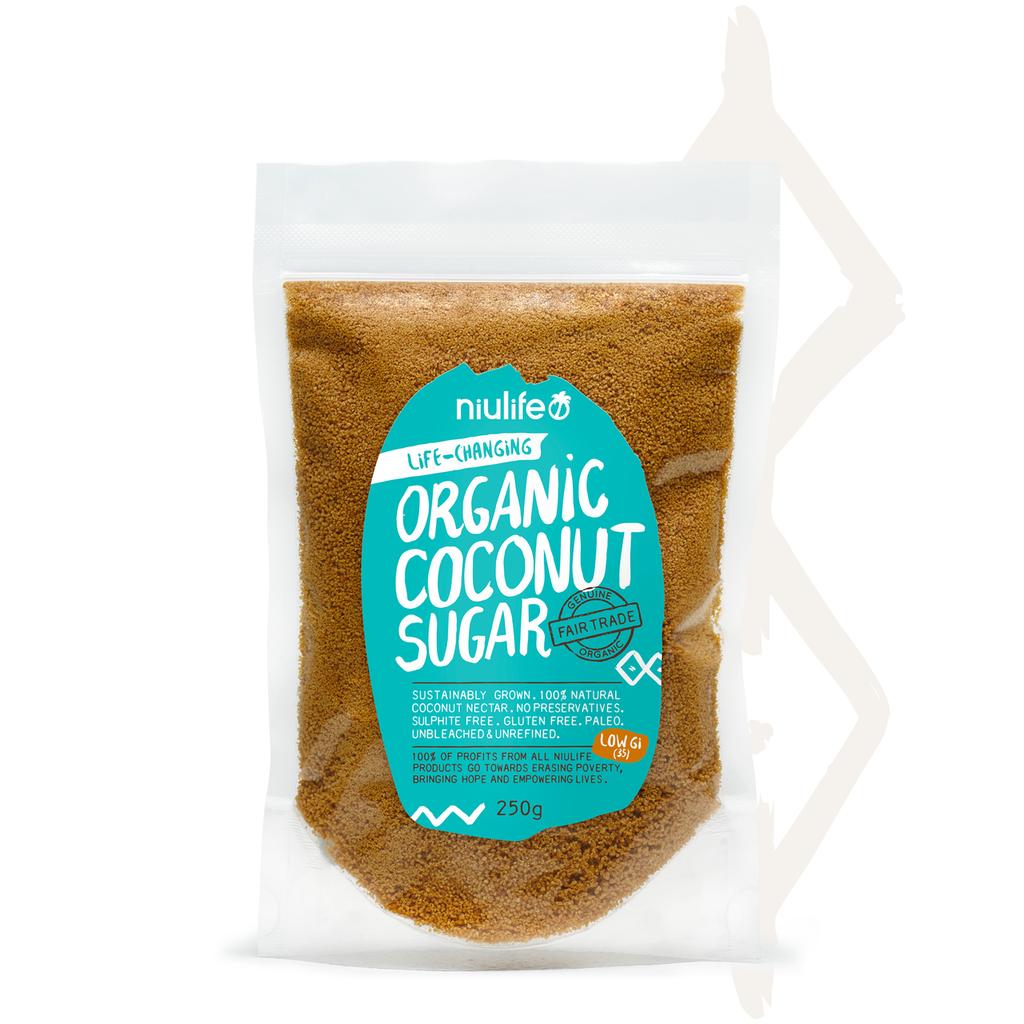 niulife
LiFE-CHANGiNG
ORGANiC
COCONUT
SUGAR
GENUINE
FAIR TRADE
ORGANIC
SUSTAINABLY GROWN. 100% NATURAL
COCONUT NECTAR. NO PRESERVATIVES.
SULPHITE FREE. GLUTEN FREE. PALEO.
UNBLEACHED & UNREFINED.
LOW Gi
(35)
100% OF PROFITS FROM ALL NIULIFE
PRODUCTS GO TOWARDS ERASING POVERTY,
BRINGING HOPE AND EMPOWERING LIVES.
250g